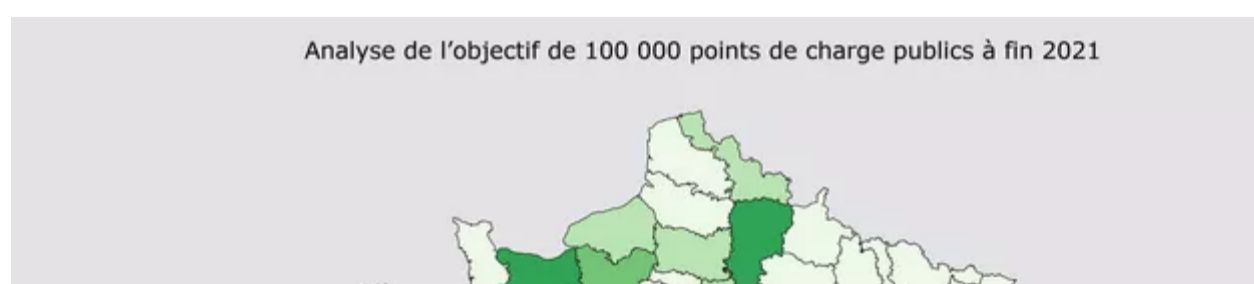 Analyse de l’objectif de 100 000 points de charge publics à fin 2021